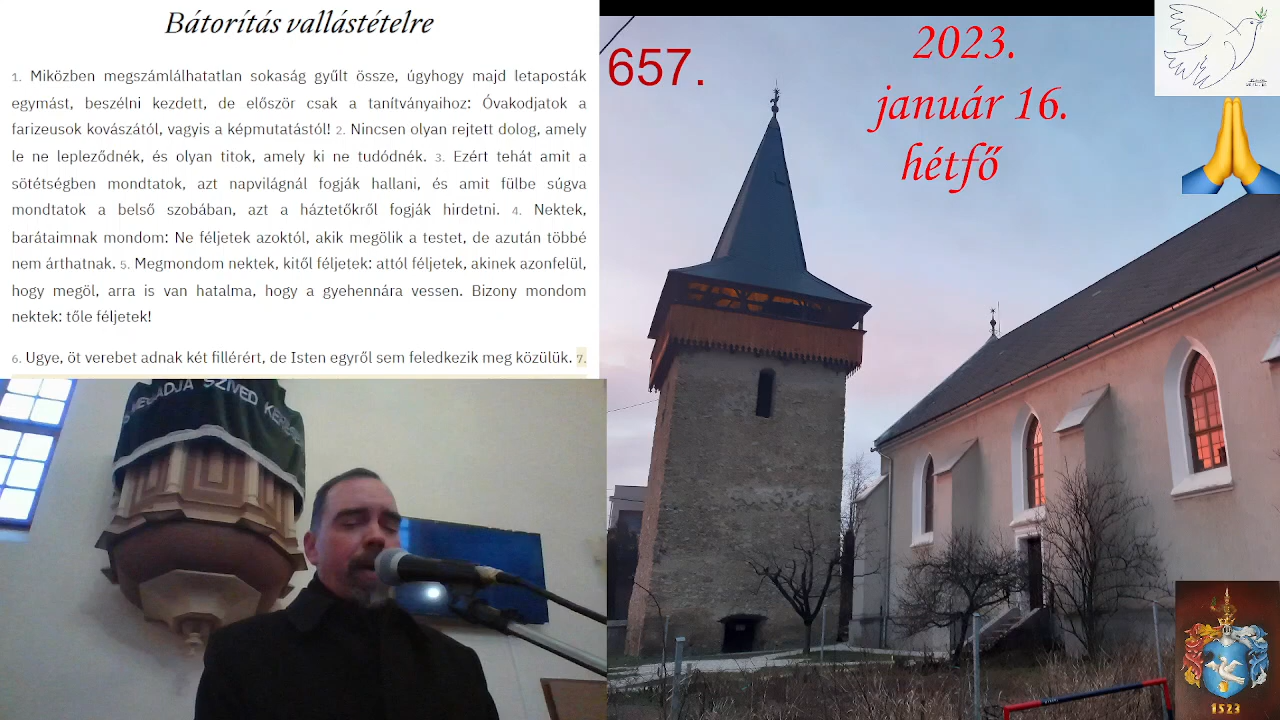 Bátorítás vallástételre
1. Miközben megszámlálhatatlan sokaság gyűlt össze, úgyhogy majd letaposták
egymást, beszélni kezdett, de először csak a tanítványaihoz: Óvakodjatok a
farizeusok kovászától, vagyis a képmutatástól! 2. Nincsen olyan rejtett dolog, amely
le ne lepleződnék, és olyan titok, amely ki ne tudódnék. 3. Ezért tehát amit a
sötétségben mondtatok, azt napvilágnál fogják hallani, és amit fülbe súgva
mondtatok a belső szobában, azt a háztetőkről fogják hirdetni. 4. Nektek,
barátaimnak mondom: Ne féljetek azoktól, akik megölik a testet, de azután többé
nem árthatnak. 5. Megmondom nektek, kitől féljetek: attól féljetek, akinek azonfelül,
hogy megöl, arra is van hatalma, hogy a gyehennára vessen. Bizony mondom
nektek: tőle féljetek!
6. Ugye, öt verebet adnak két fillérért, de Isten egyről sem feledkezik meg közülük. 7.
657.
2023.
január 16.
hétfő
SZIVED
1523